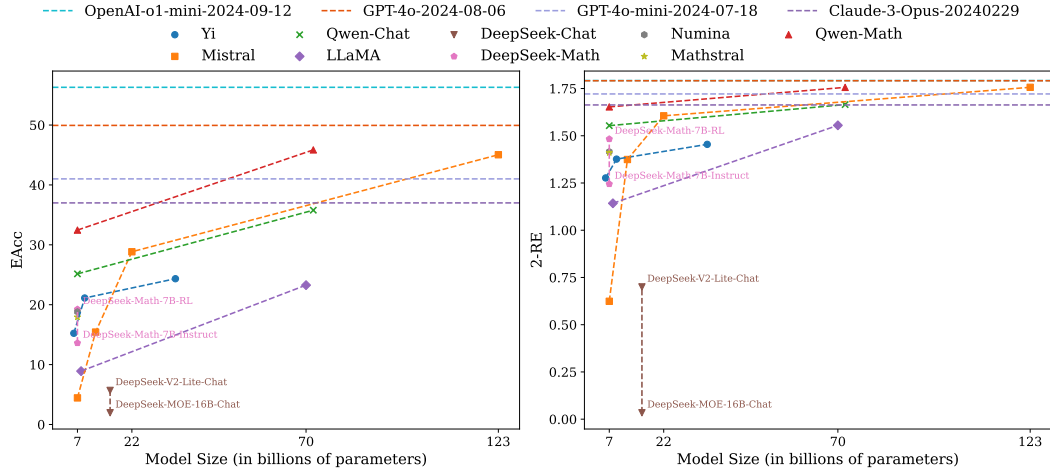 OpenAI-o1-mini-2024-09-12 GPT-4o-2024-08-06 GPT-4o-mini-2024-07-18 Claude-3-Opus-20240229
Yi Qwen-Chat DeepSeek-Chat Numina Qwen-Math
Mistral LLaMA DeepSeek-Math Mathstral
50
40
30
20
10
0
EAcc
DeepSeek-Math-7B-RL
DeepSeek-Math-7B-Instruct
DeepSeek-V2-Lite-Chat
DeepSeek-MOE-16B-Chat
7 22 70 123
Model Size (in billions of parameters)
1.75
1.50
1.25
1.00
0.75
0.50
0.25
0.00
2-RE
DeepSeek-Math-7B-RL
DeepSeek-Math-7B-Instruct
DeepSeek-V2-Lite-Chat
DeepSeek-MOE-16B-Chat
7 22 70 123
Model Size (in billions of parameters)